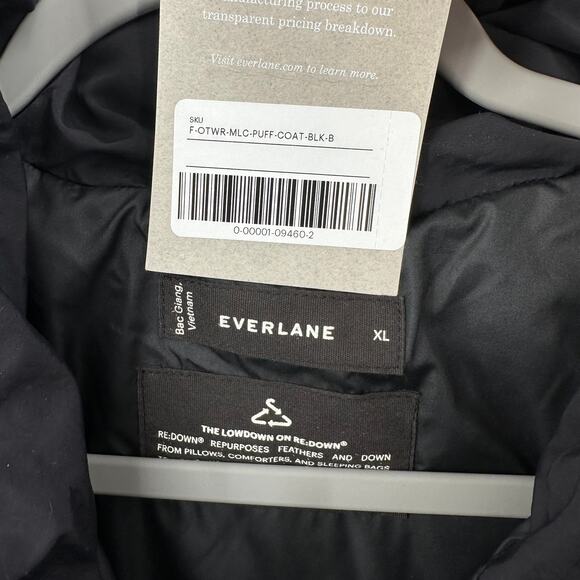 manufacturing process to our
transparent pricing breakdown.
Visit everlane.com to learn more.
SKU
F-OTWR-MLC-PUFF-COAT-BLK-B
0-00001-09460-2
Bac Giang,
Vietnam
EVERLANE
XL
THE LOWDOWN ON RE:DOWN®
RE:DOWN® REPURPOSES FEATHERS AND DOWN
FROM PILLOWS, COMFORTERS, AND SLEEPING BAGS